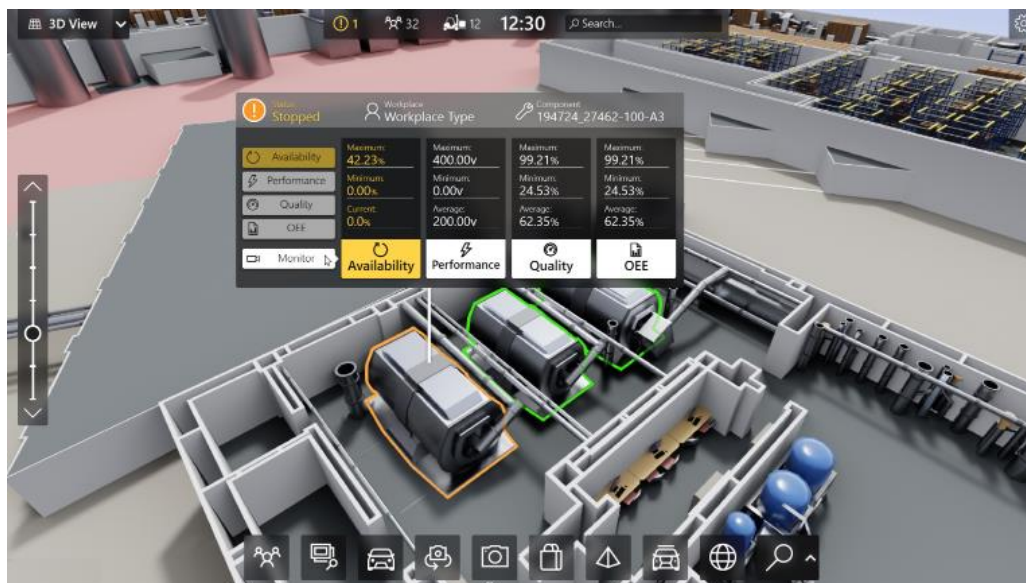 3D View
1
32
12
12:30
Search...
Status
Stopped
Workplace
Workplace Type
Component
194724_27462-100-A3
Availability
Performance
Quality
OEE
Monitor
Maximum:
42.23%
Minimum:
0.00%
Current:
0.0%
Availability
Maximum:
400.00v
Minimum:
0.00v
Average:
200.00v
Performance
Maximum:
99.21%
Minimum:
24.53%
Average:
62.35%
Quality
Maximum:
99.21%
Minimum:
24.53%
Average:
62.35%
OEE